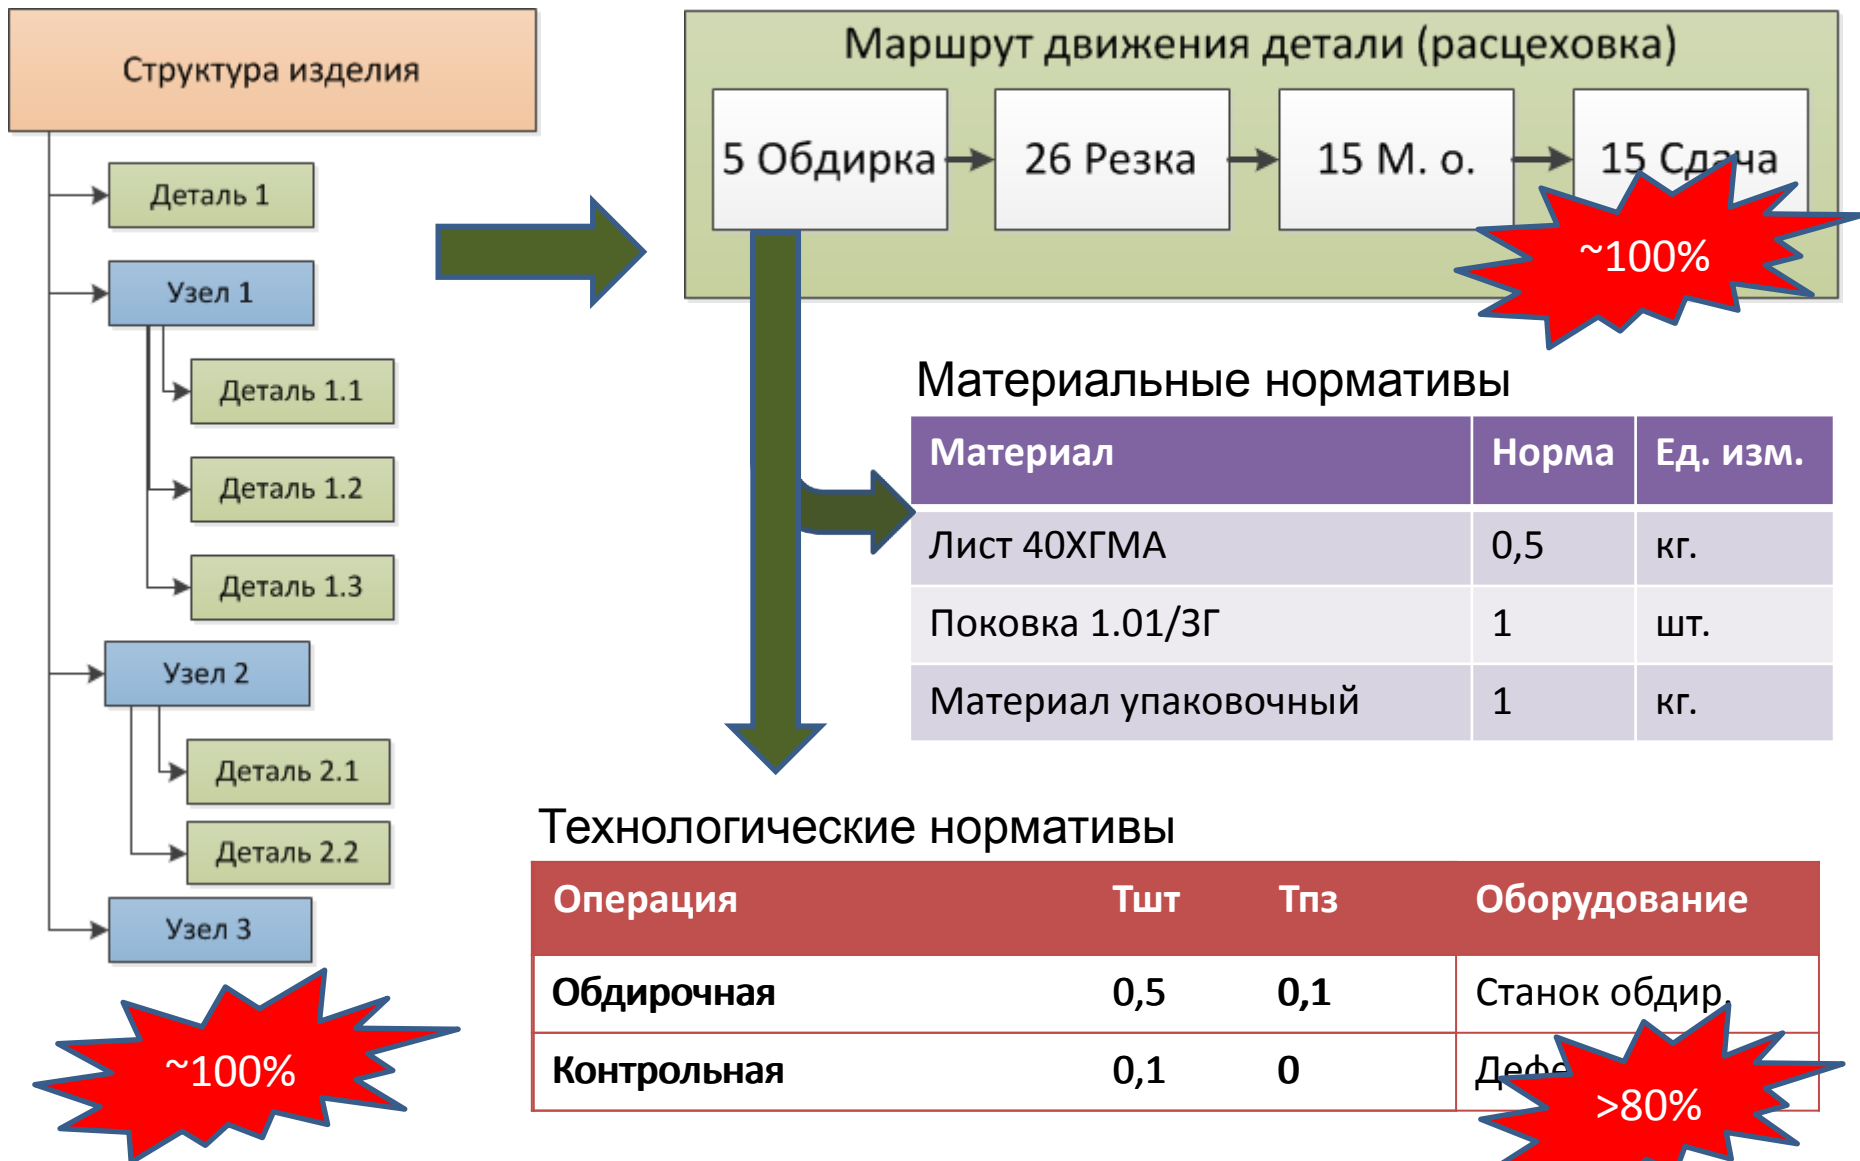 Структура изделия
Деталь 1
Узел 1
Деталь 1.1
Деталь 1.2
Деталь 1.3
Узел 2
Деталь 2.1
Деталь 2.2
Узел 3
~100%
Маршрут движения детали (расцеховка)
5 Обдирка 26 Резка 15 М. о. 15 Сдача
~100%
Материальные нормативы
Материал Норма Ед. изм.
Лист 40ХГМА 0,5 кг.
Поковка 1.01/3Г 1 шт.
Материал упаковочный 1 кг.
Технологические нормативы
Операция Тшт Тпз Оборудование
Обдирочная 0,5 0,1 Станок обдир.
Контрольная 0,1 0
>80%